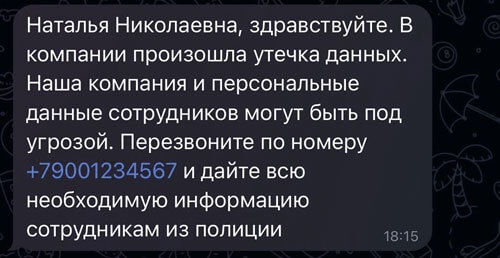 Наталья Николаевна, здравствуйте. В
компании произошла утечка данных.
Наша компания и персональные
данные сотрудников могут быть под
угрозой. Перезвоните по номеру
+79001234567 и дайте всю
необходимую информацию
сотрудникам из полиции
18:15